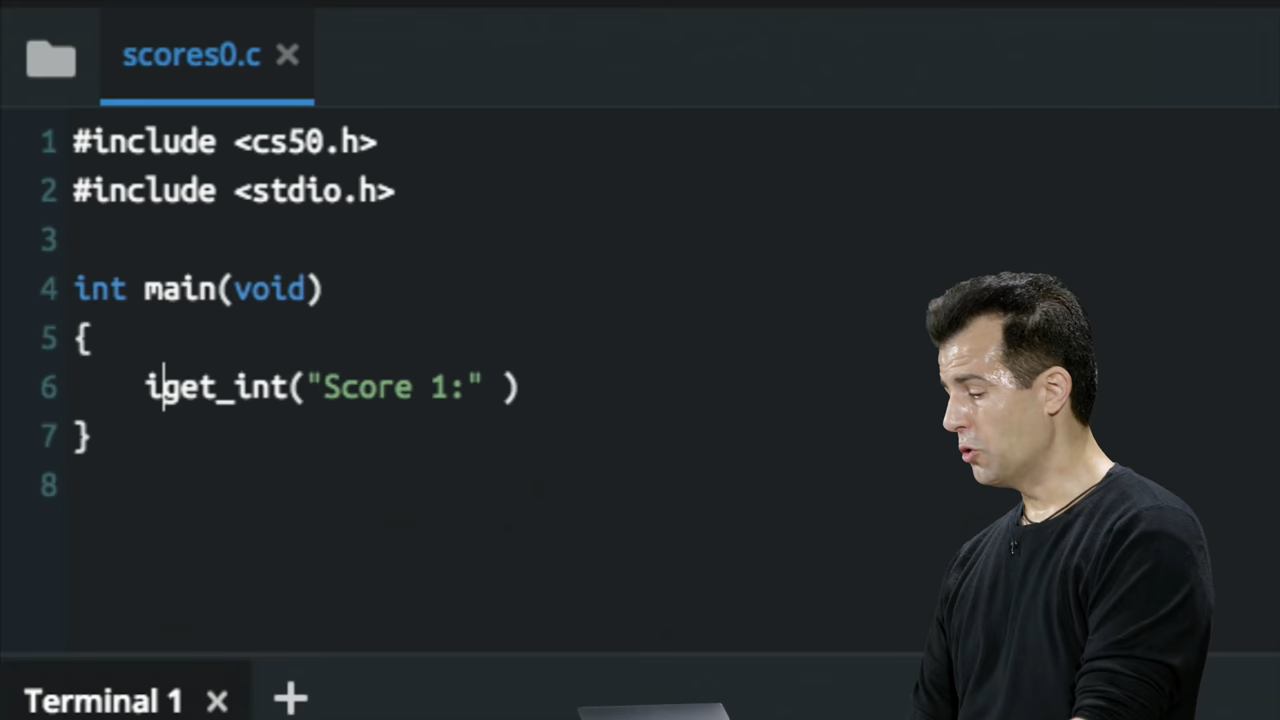 scores0.c ×
1 #include <cs50.h>
2 #include <stdio.h>
3
4 int main(void)
5 {
6     iget_int("Score 1:" )
7 }
8
Terminal 1 × +